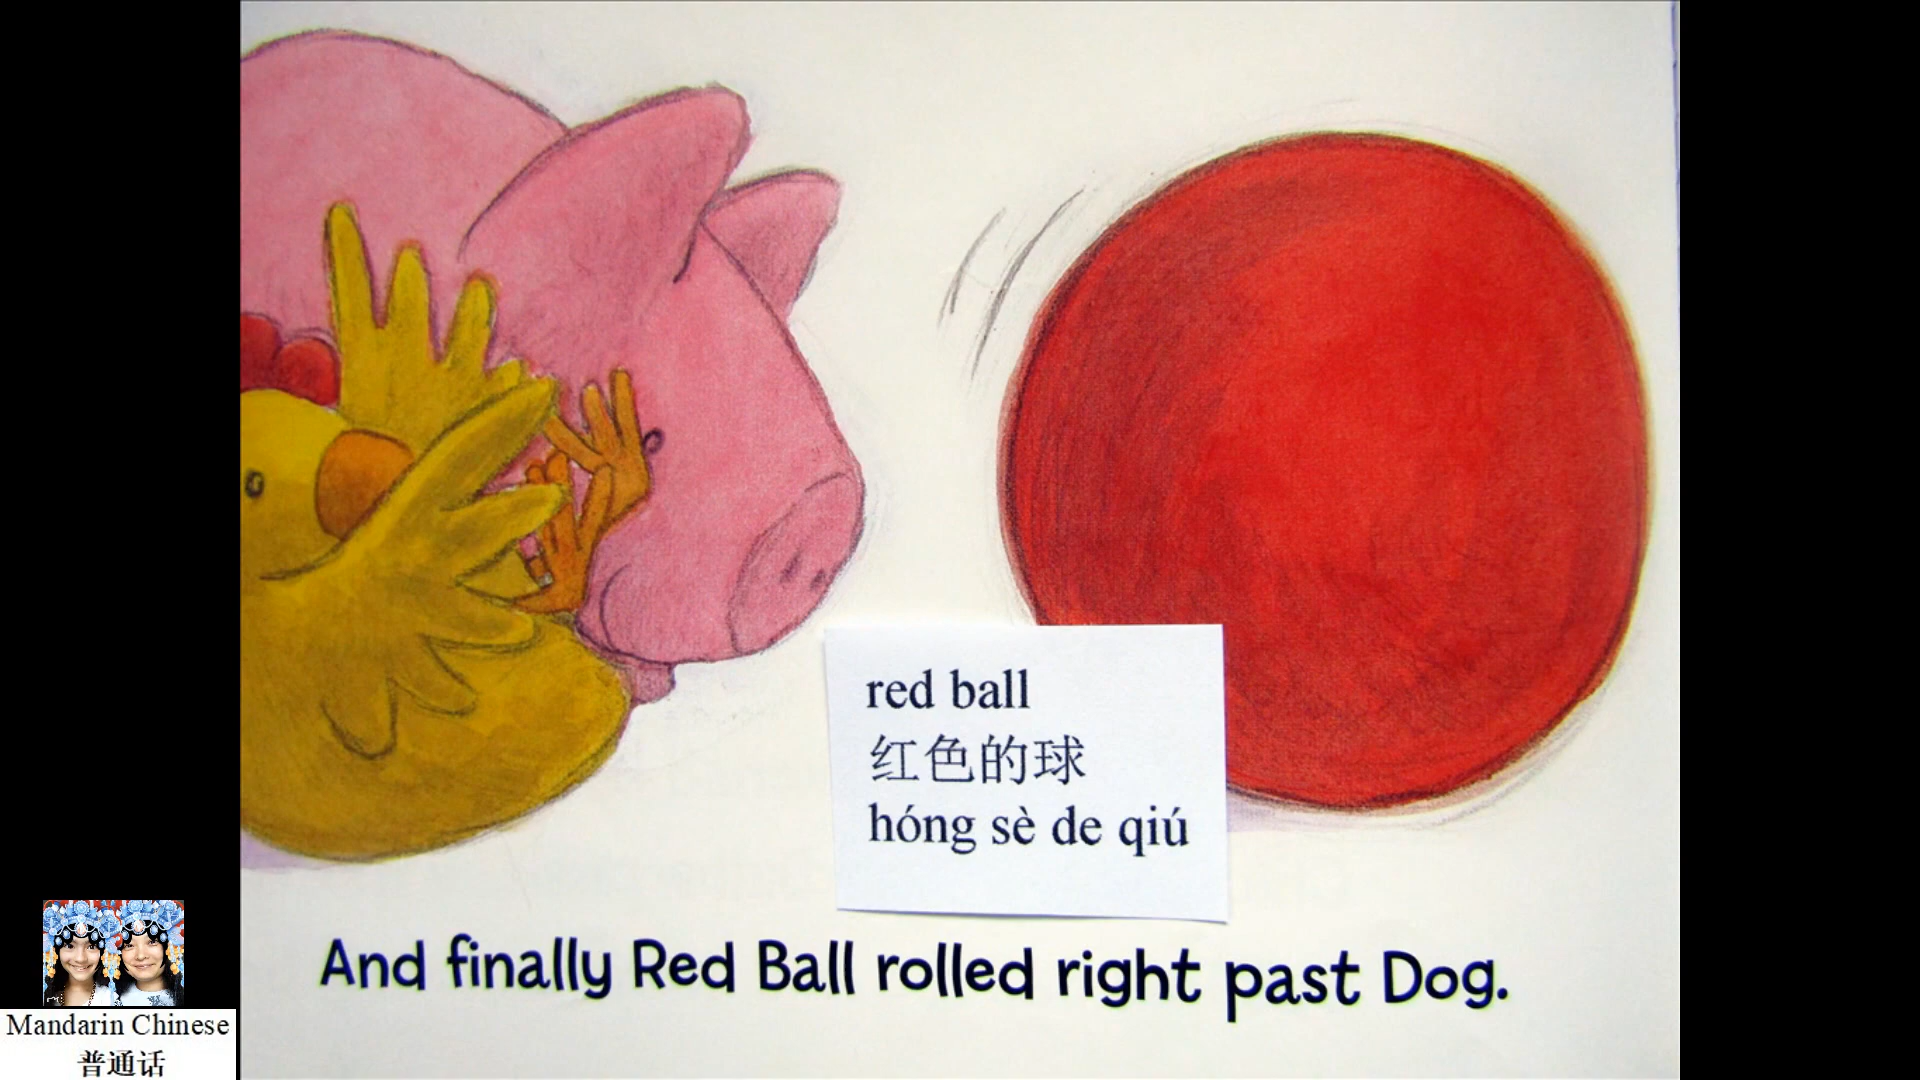 red ball
红色的球
hóng sè de qiú
And finally Red Ball rolled right past Dog.
Mandarin Chinese
普通话